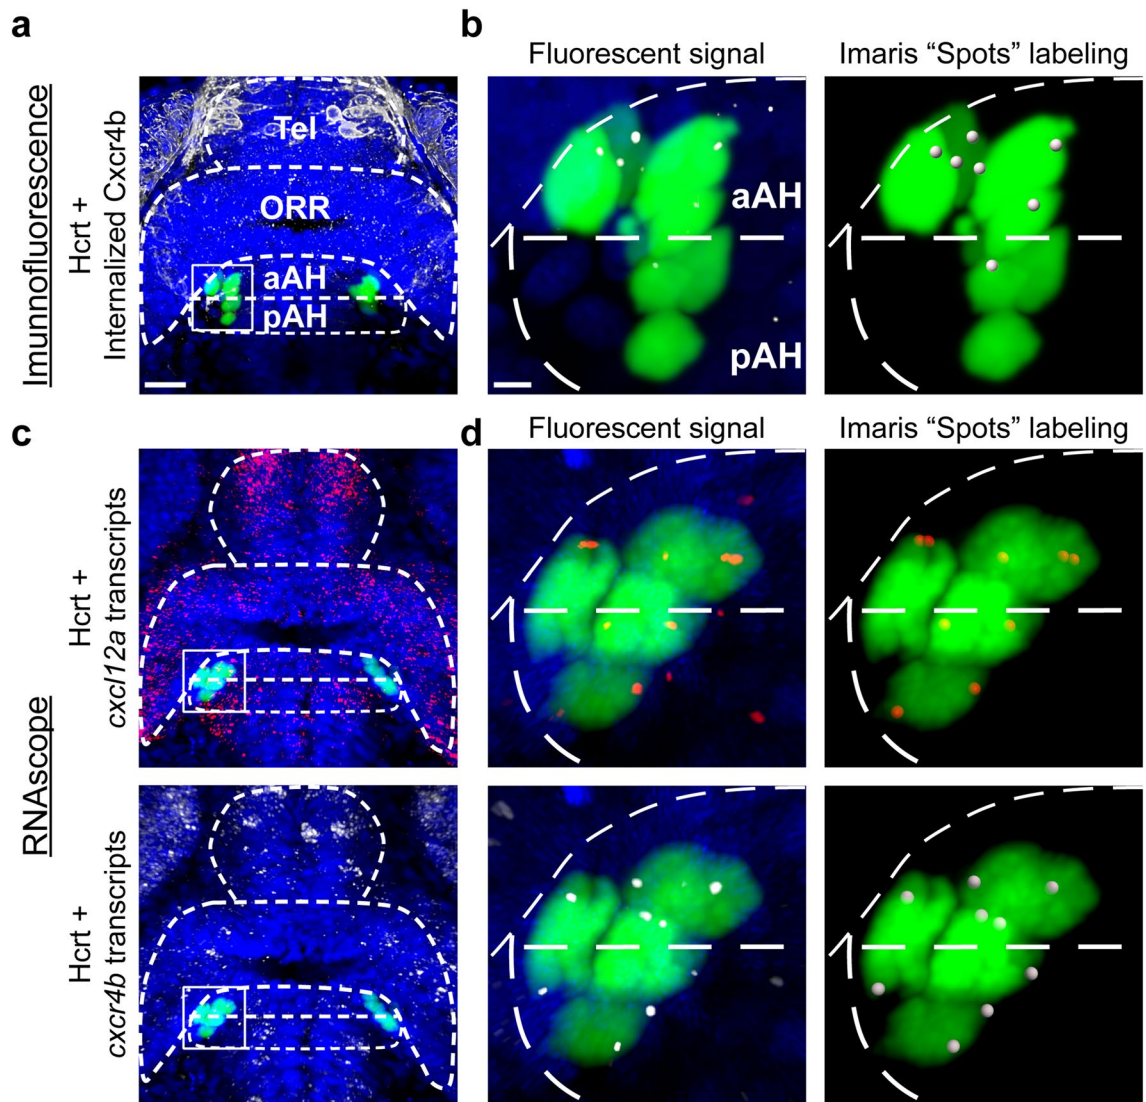 a
b
Fluorescent signal
Imaris “Spots” labeling
Imunnofluorescence
Hcrt +
Internalized Cxcr4b
Tel
ORR
aAH
pAH
aAH
pAH
c
d
Fluorescent signal
Imaris “Spots” labeling
RNAscope
Hcrt +
cxcl12a transcripts
Hcrt +
cxcr4b transcripts